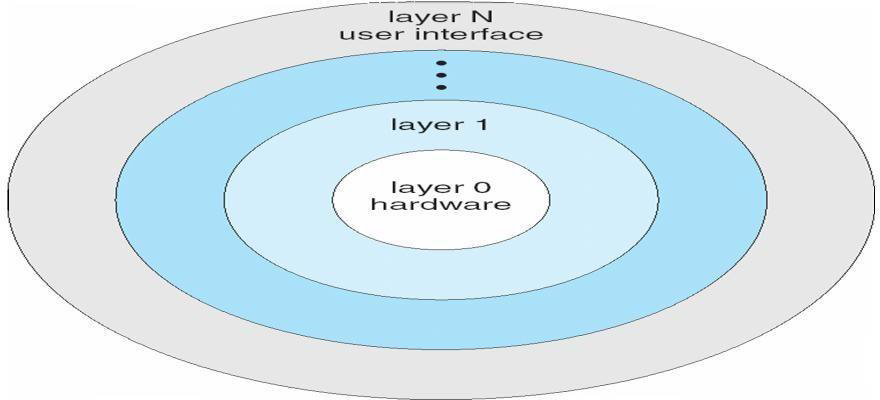 layer N
user interface
layer 1
layer 0
hardware